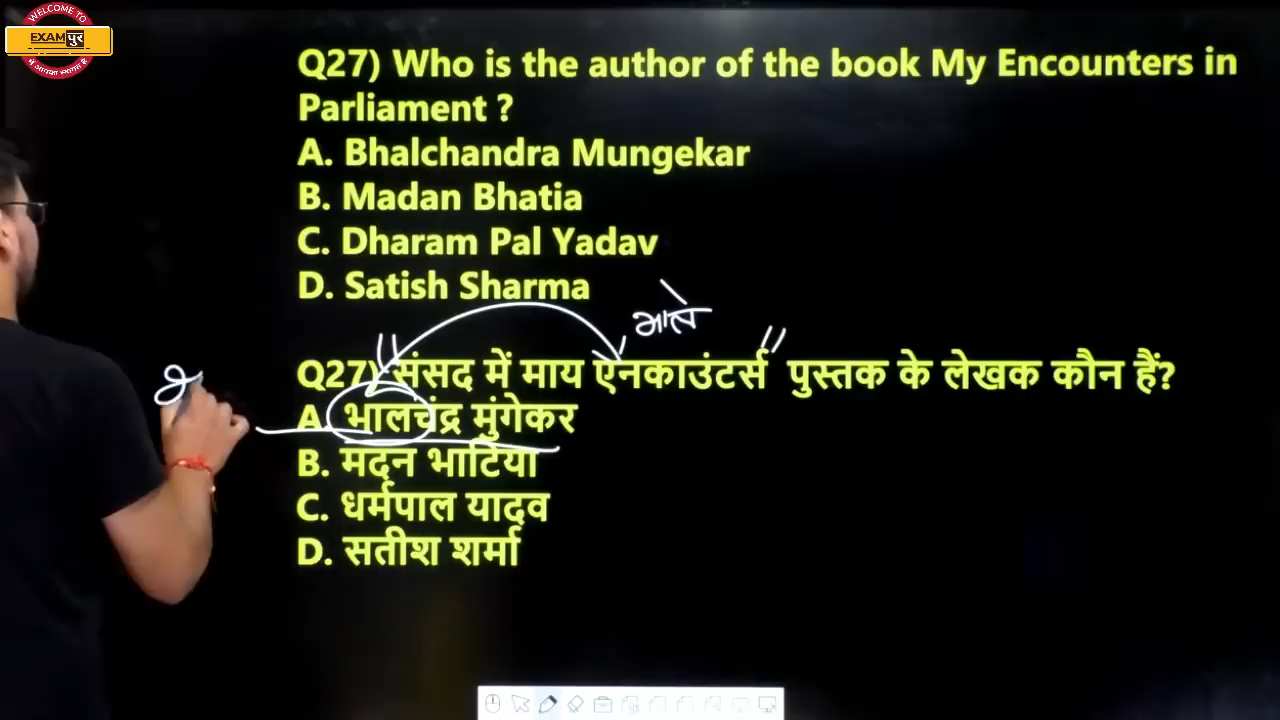 WELCOME TO
EXAMपुर
Q27) Who is the author of the book My Encounters in
Parliament ?
A. Bhalchandra Mungekar
B. Madan Bhatia
C. Dharam Pal Yadav
D. Satish Sharma
Q27) संसद में माय ऐनकाउंटर्स पुस्तक के लेखक कौन हैं?
A. भालचंद्र मुंगेकर
B. मदन भाटिया
C. धर्मपाल यादव
D. सतीश शर्मा